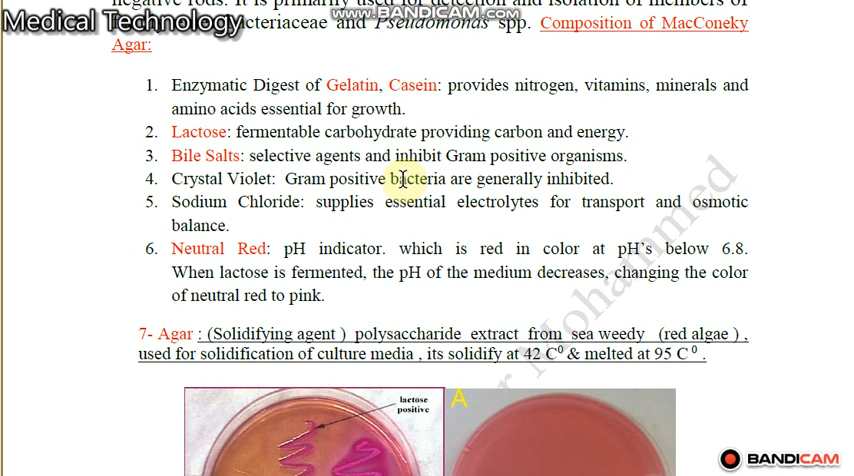 negative rods. It is primarily used for detection and isolation of members of
Medical Technology
www.BANDICAM.com
bacteriaceae and Pseudomonas spp. Composition of MacConeky
Agar:
1. Enzymatic Digest of Gelatin, Casein: provides nitrogen, vitamins, minerals and
amino acids essential for growth.
2. Lactose: fermentable carbohydrate providing carbon and energy.
3. Bile Salts: selective agents and inhibit Gram positive organisms.
4. Crystal Violet: Gram positive bacteria are generally inhibited.
5. Sodium Chloride: supplies essential electrolytes for transport and osmotic
balance.
6. Neutral Red: pH indicator. which is red in color at pH's below 6.8.
When lactose is fermented, the pH of the medium decreases, changing the color
of neutral red to pink.
Mohammed
7- Agar : (Solidifying agent ) polysaccharide extract from sea weedy (red algae ) ,
used for solidification of culture media , its solidify at 42 C⁰ & melted at 95 C ⁰ .
lactose
positive
A
BANDICAM